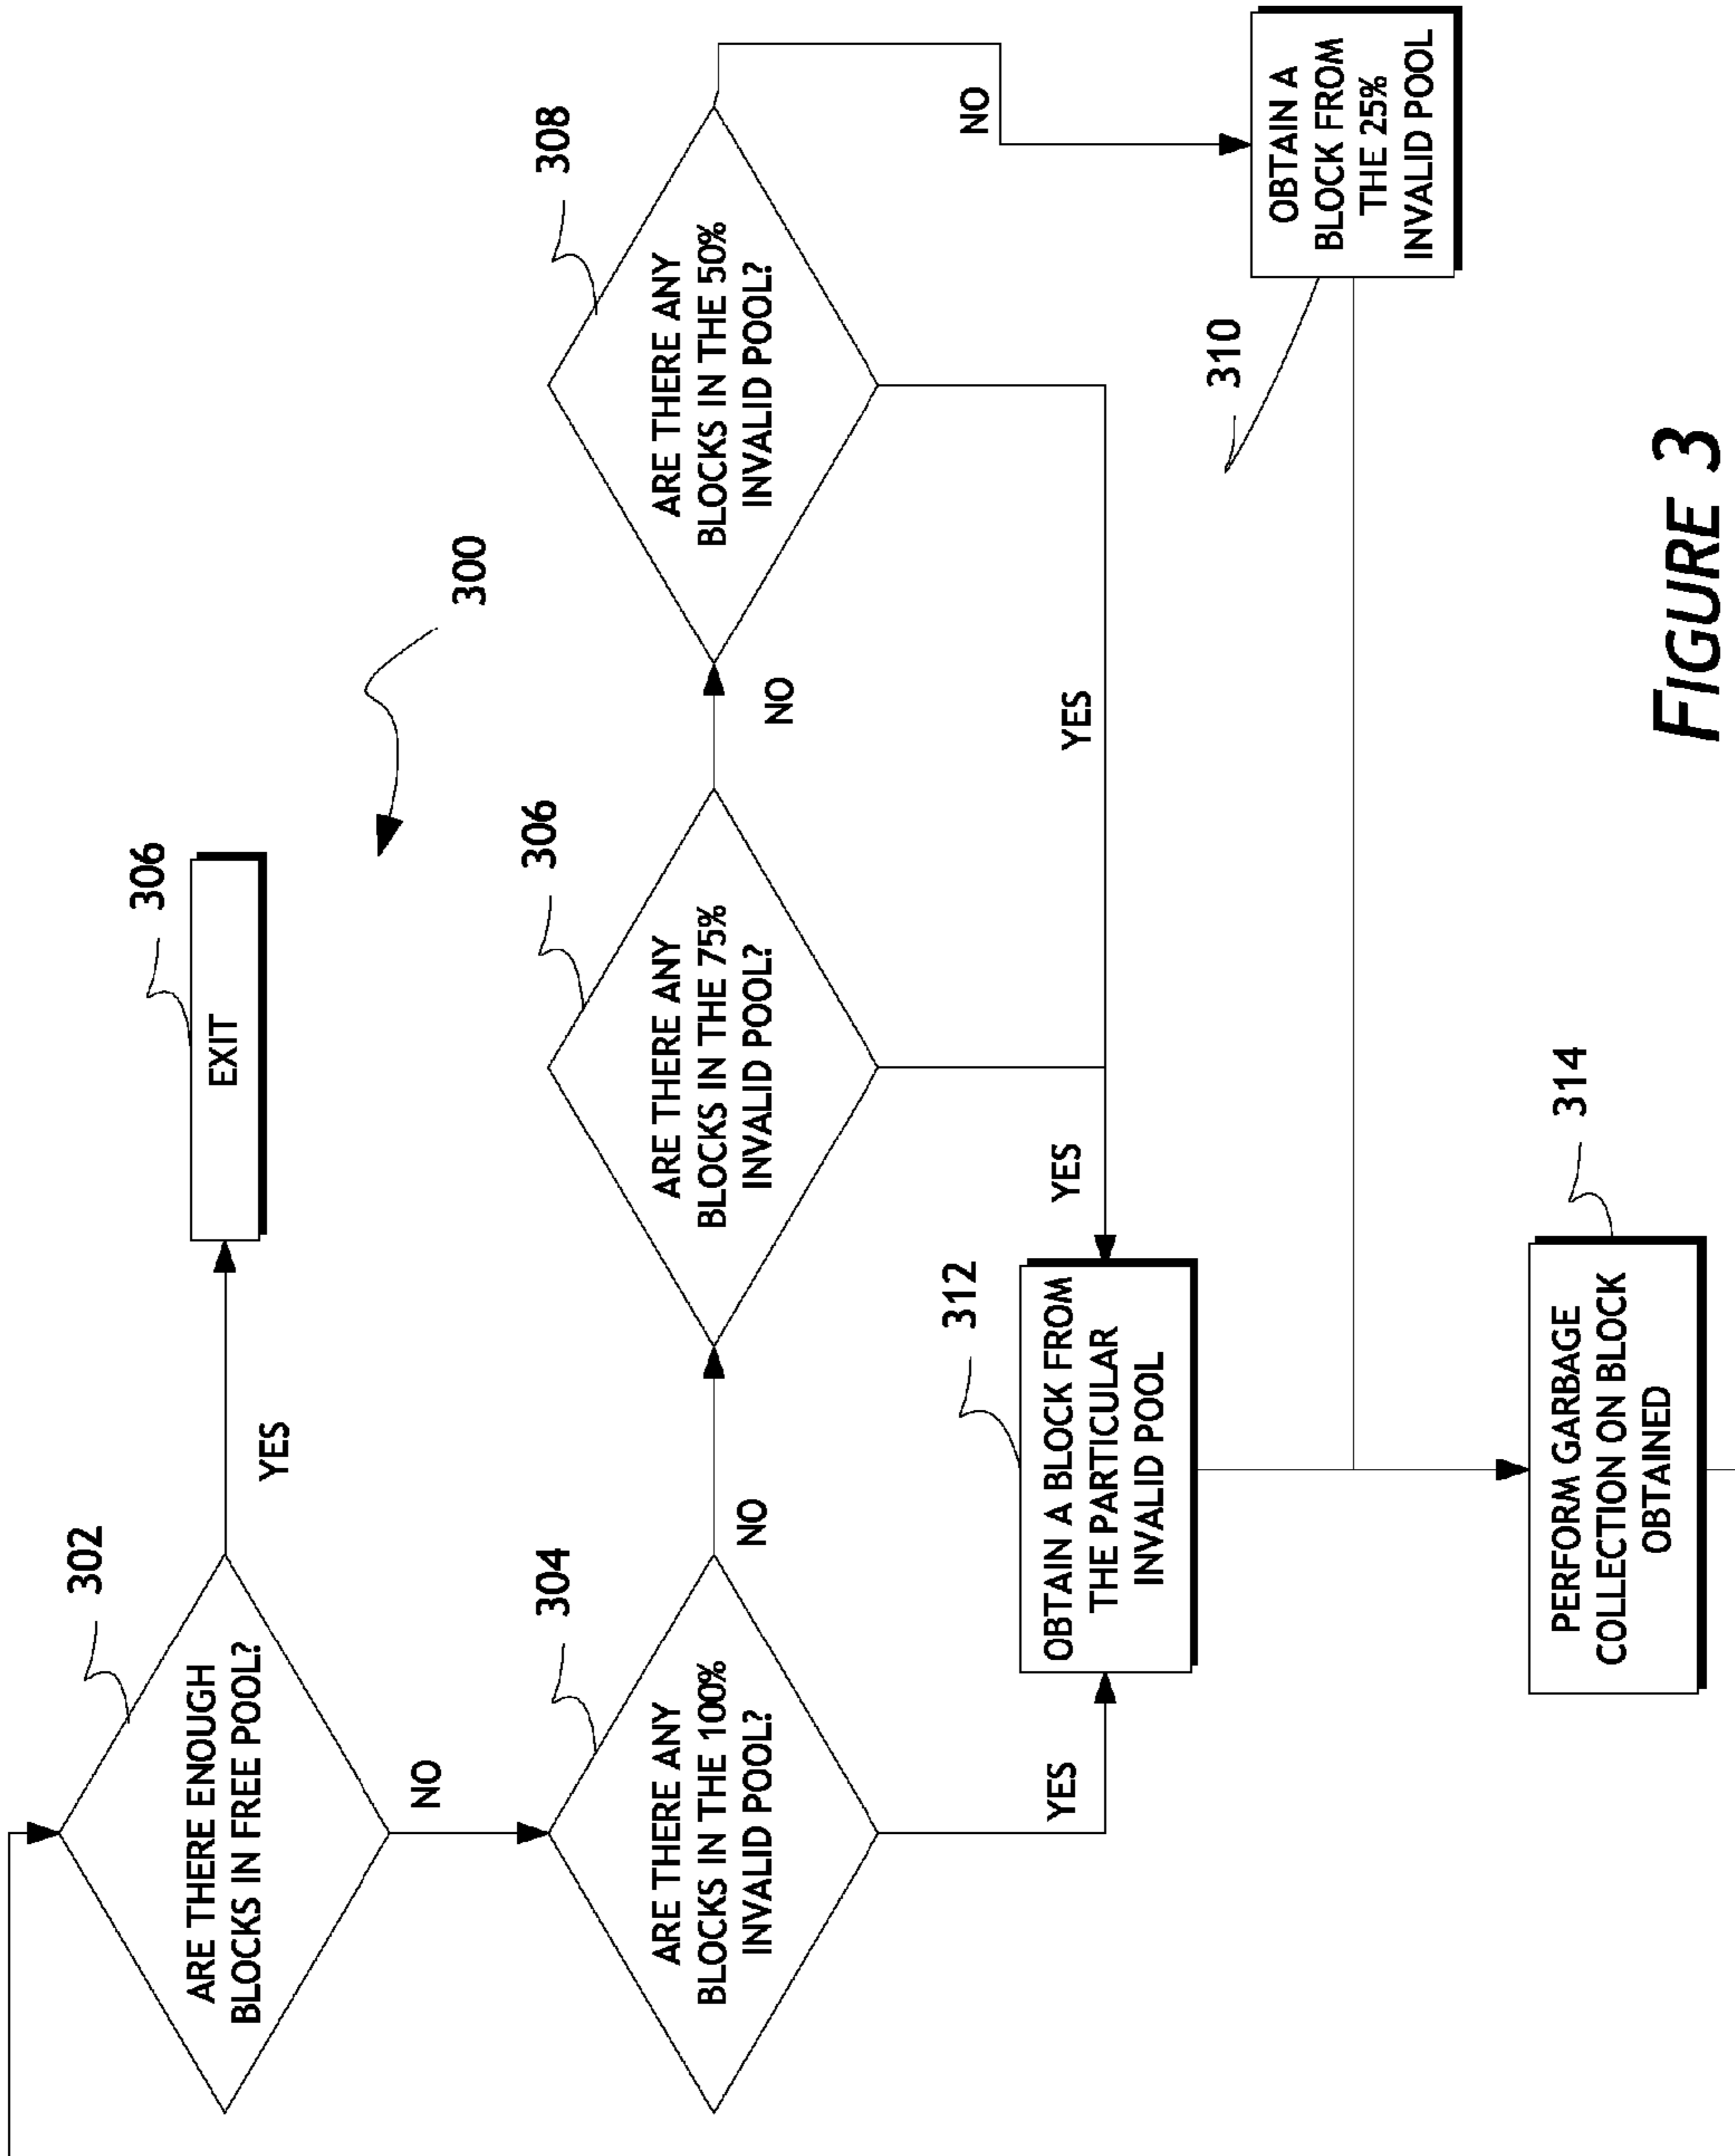 302
ARE THERE ENOUGH
BLOCKS IN FREE POOL?
YES
306
EXIT
NO
300
304
ARE THERE ANY
BLOCKS IN THE 100%
INVALID POOL?
NO
306
ARE THERE ANY
BLOCKS IN THE 75%
INVALID POOL?
NO
308
ARE THERE ANY
BLOCKS IN THE 50%
INVALID POOL?
NO
YES
YES
YES
312
OBTAIN A BLOCK FROM
THE PARTICULAR
INVALID POOL
310
OBTAIN A
BLOCK FROM
THE 25%
INVALID POOL
314
PERFORM GARBAGE
COLLECTION ON BLOCK
OBTAINED
FIGURE 3